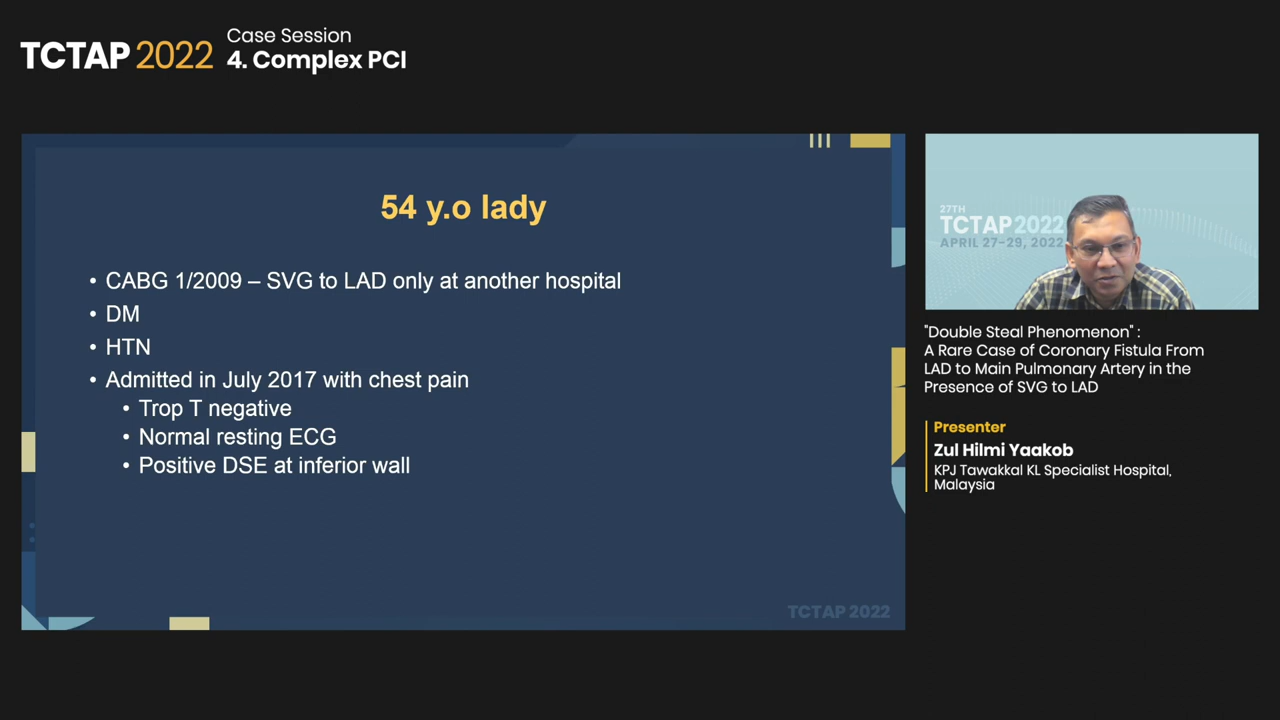 TCTAP 2022
Case Session
4. Complex PCI
54 y.o lady
• CABG 1/2009 – SVG to LAD only at another hospital
• DM
• HTN
• Admitted in July 2017 with chest pain
• Trop T negative
• Normal resting ECG
• Positive DSE at inferior wall
TCTAP 2022
27TH
TCTAP 2022
APRIL 27-29, 2022
"Double Steal Phenomenon" :
A Rare Case of Coronary Fistula From
LAD to Main Pulmonary Artery in the
Presence of SVG to LAD
Presenter
Zul Hilmi Yaakob
KPJ Tawakkal KL Specialist Hospital,
Malaysia